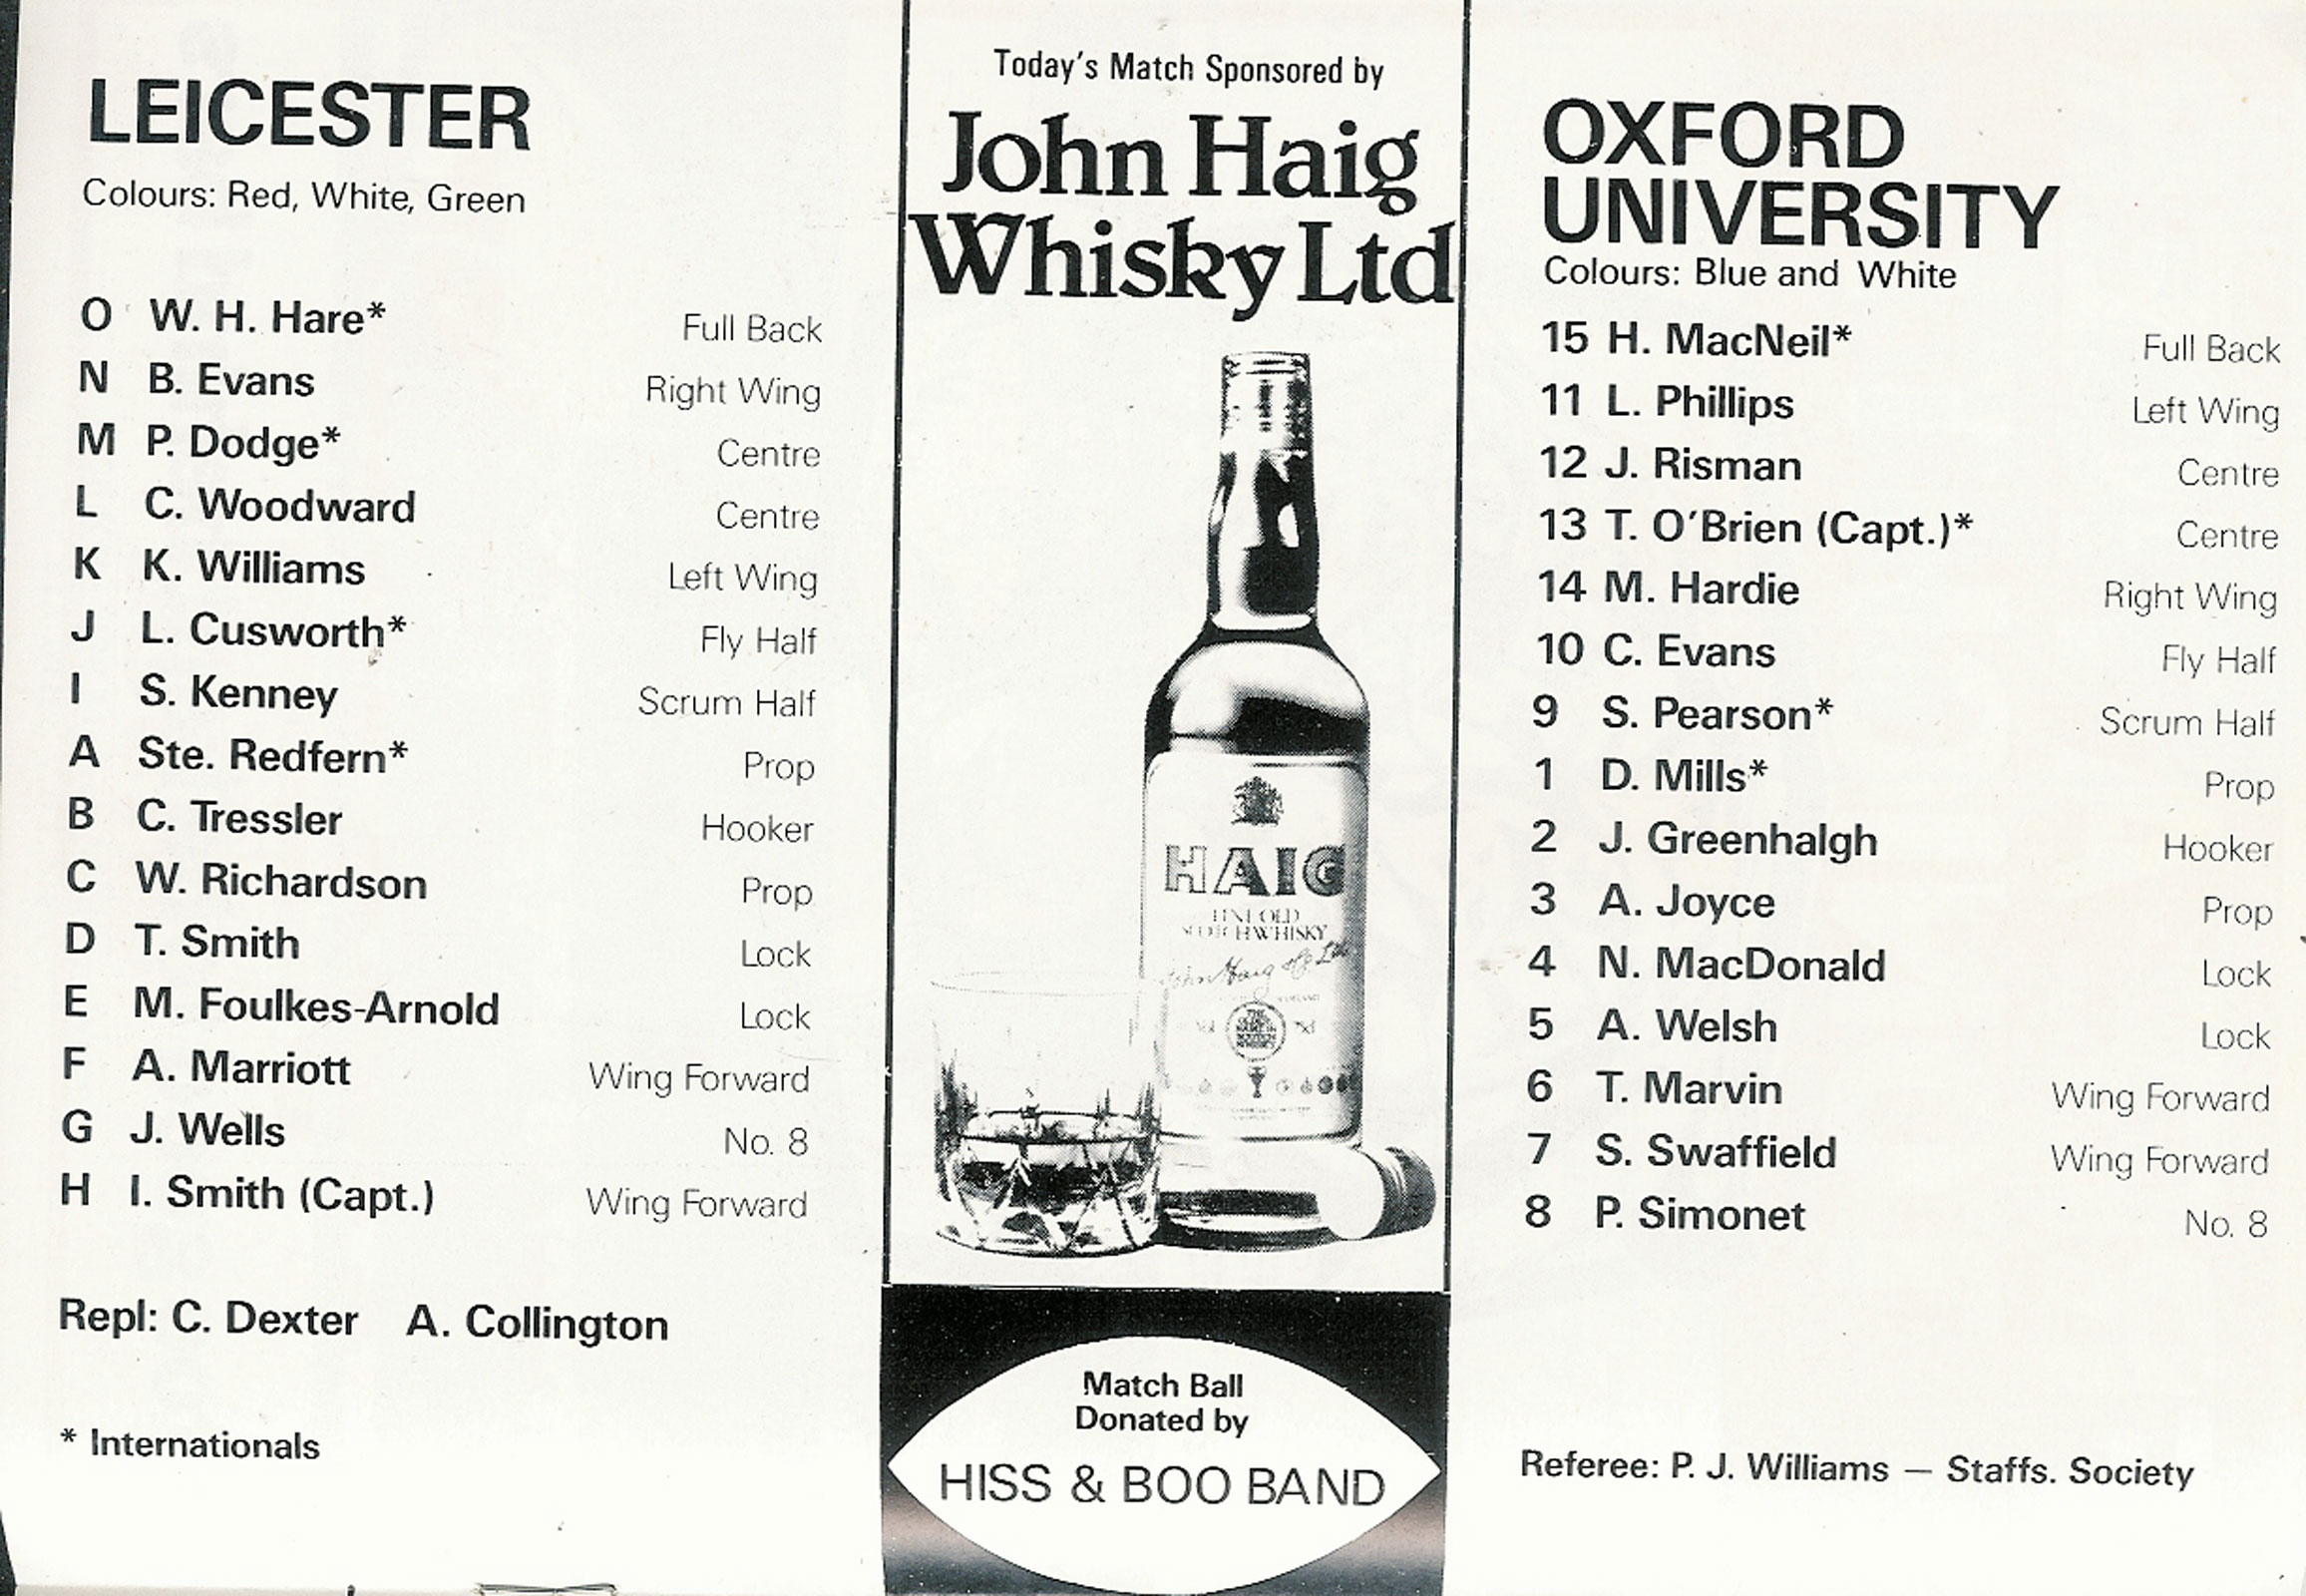 LEICESTER
Colours: Red, White, Green
O W. H. Hare* Full Back
N B. Evans Right Wing
M P. Dodge* Centre
L C. Woodward Centre
K K. Williams Left Wing
J L. Cusworth* Fly Half
I S. Kenney Scrum Half
A Ste. Redfern* Prop
B C. Tressler Hooker
C W. Richardson Prop
D T. Smith Lock
E M. Foulkes-Arnold Lock
F A. Marriott Wing Forward
G J. Wells No. 8
H I. Smith (Capt.) Wing Forward
Repl: C. Dexter A. Collington
* Internationals
Today's Match Sponsored by
John Haig
Whisky Ltd
HAIG
FINE OLD
SCOTCH WHISKY
John Haig
Match Ball
Donated by
HISS & BOO BAND
OXFORD
UNIVERSITY
Colours: Blue and White
15 H. MacNeil* Full Back
11 L. Phillips Left Wing
12 J. Risman Centre
13 T. O'Brien (Capt.)* Centre
14 M. Hardie Right Wing
10 C. Evans Fly Half
9 S. Pearson* Scrum Half
1 D. Mills* Prop
2 J. Greenhalgh Hooker
3 A. Joyce Prop
4 N. MacDonald Lock
5 A. Welsh Lock
6 T. Marvin Wing Forward
7 S. Swaffield Wing Forward
8 P. Simonet No. 8
Referee: P. J. Williams — Staffs. Society